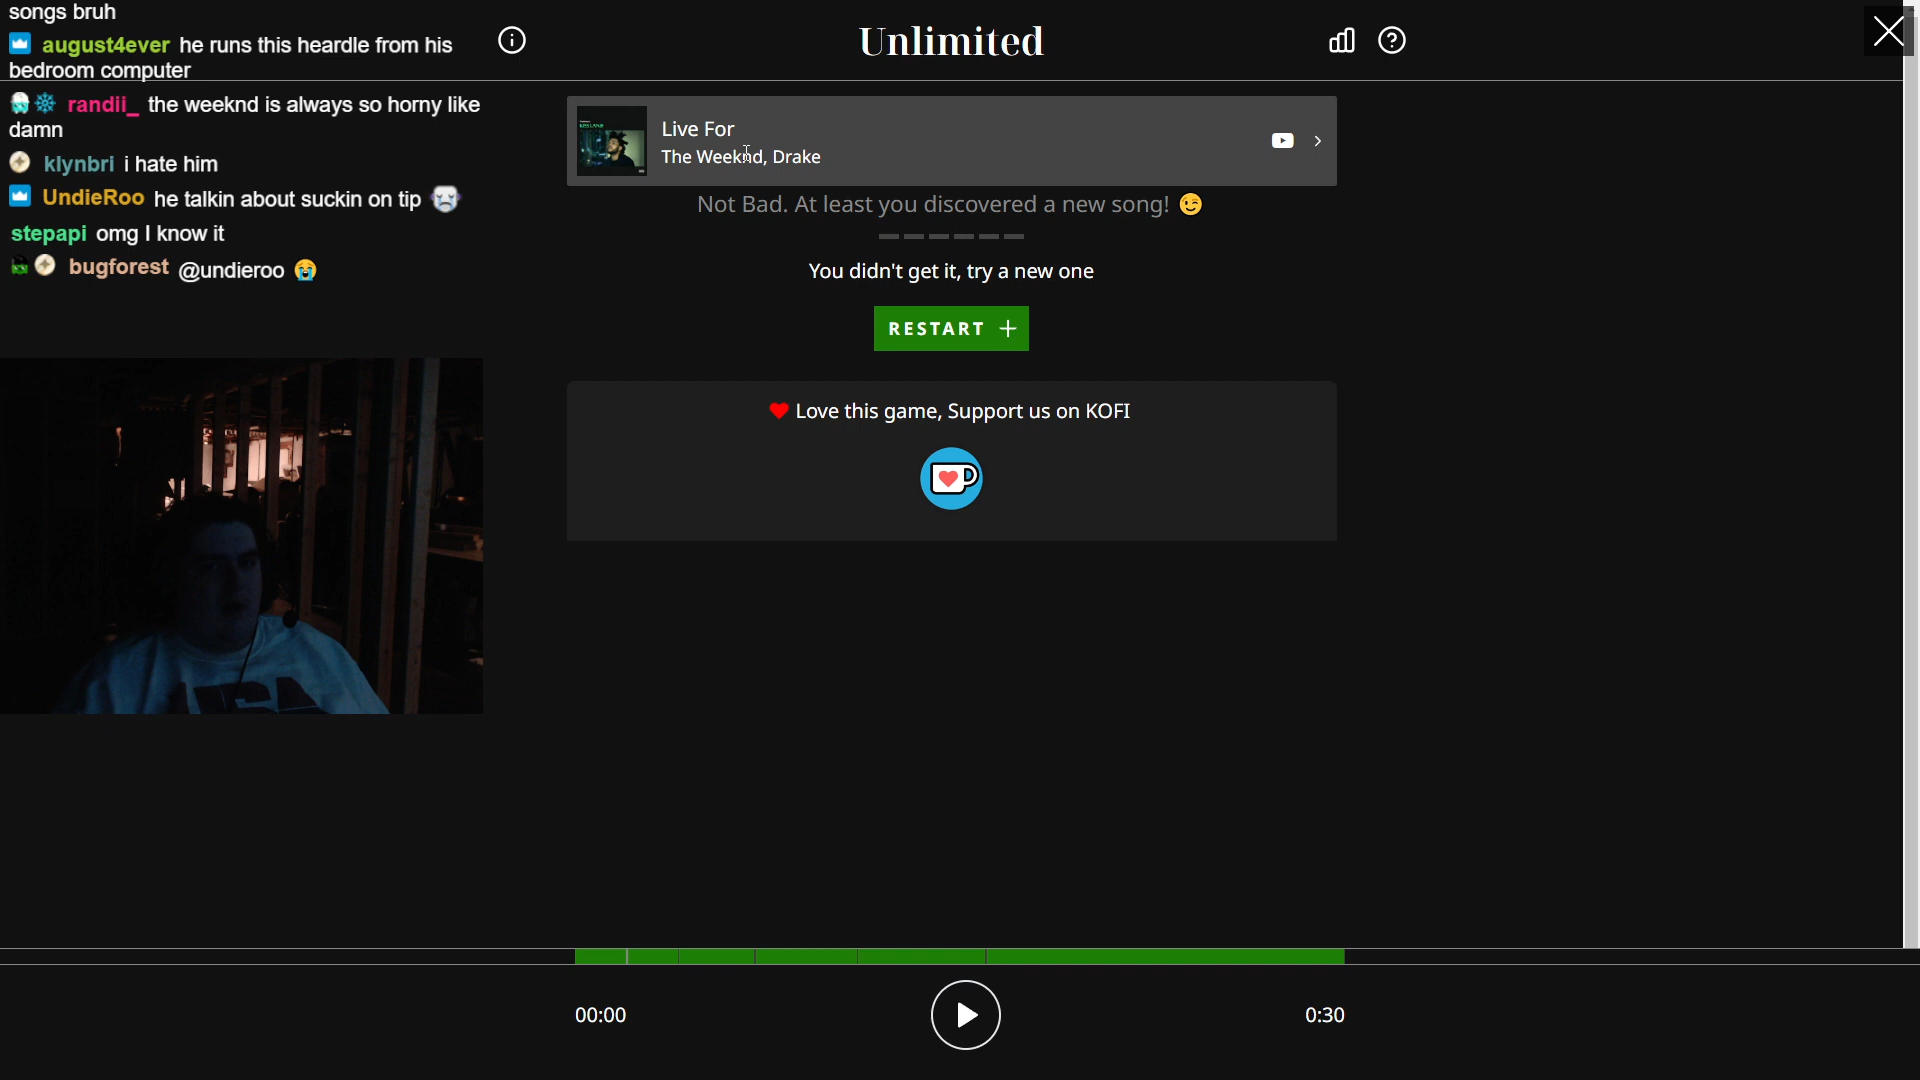 songs bruh
august4ever he runs this heardle from his
bedroom computer
randii_ the weeknd is always so horny like
damn
klynbri i hate him
UndieRoo he talkin about suckin on tip
stepapi omg I know it
bugforest @undieroo
Unlimited
Live For
The Weeknd, Drake
Not Bad. At least you discovered a new song!
You didn't get it, try a new one
RESTART +
Love this game, Support us on KOFI
00:00
0:30